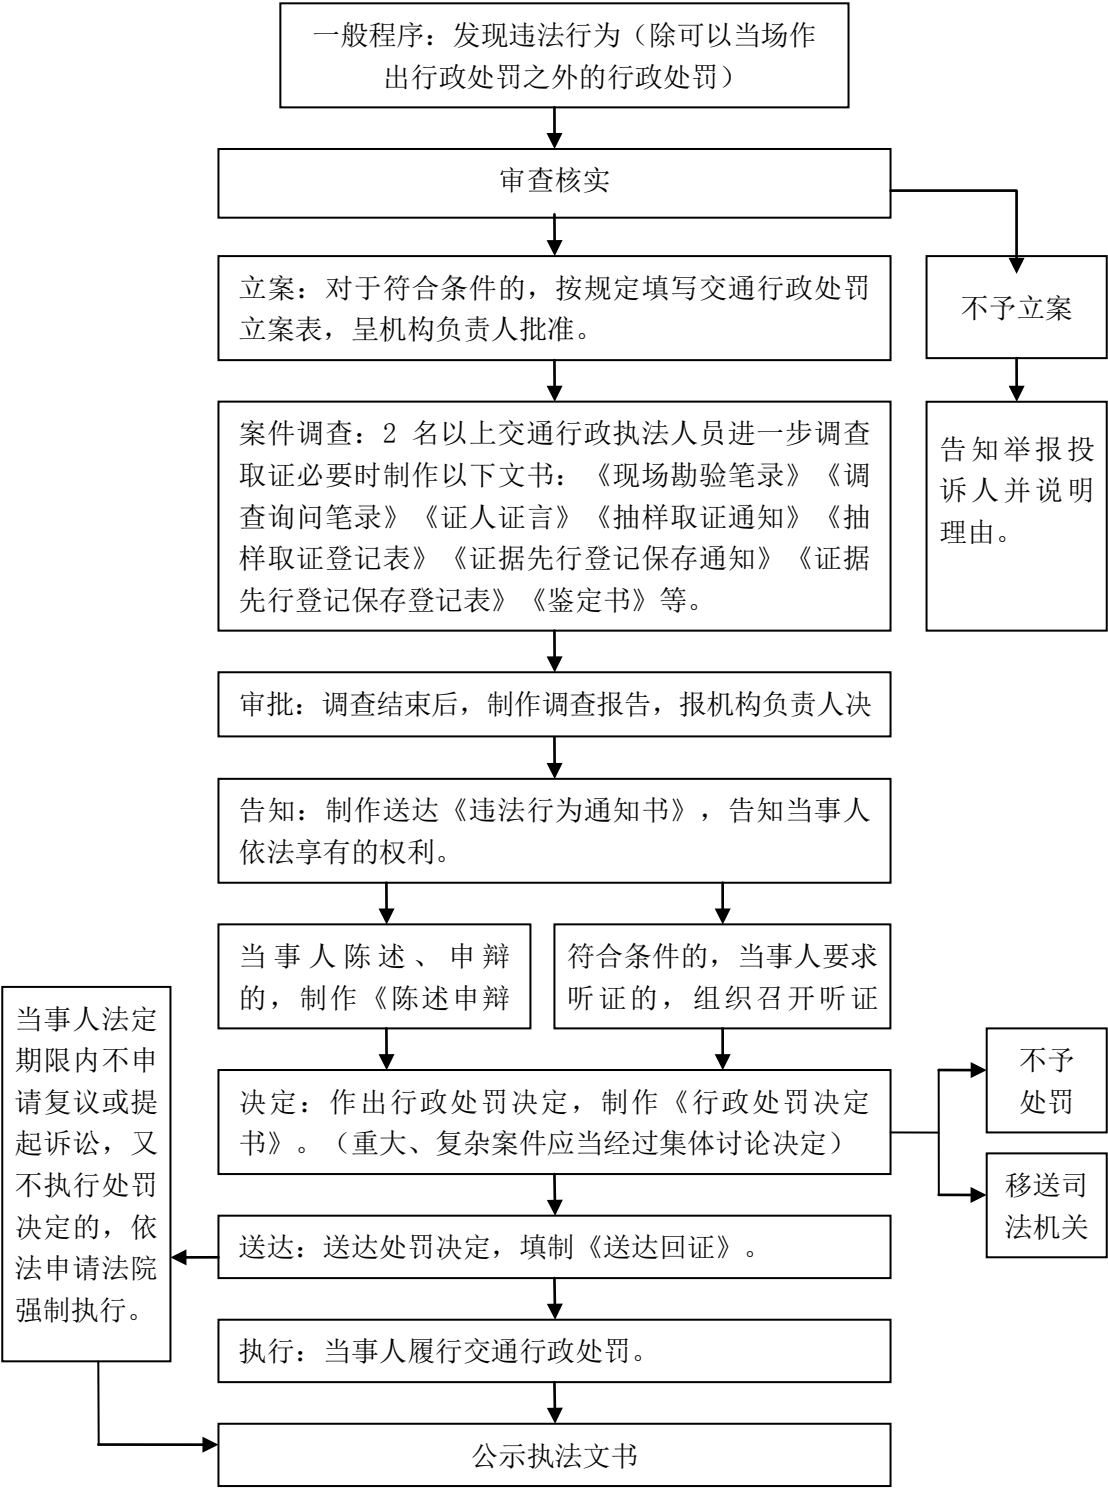 一般程序：发现违法行为（除可以当场作
出行政处罚之外的行政处罚）
审查核实
立案：对于符合条件的，按规定填写交通行政处罚
立案表，呈机构负责人批准。
不予立案
案件调查：2 名以上交通行政执法人员进一步调查
取证必要时制作以下文书：《现场勘验笔录》《调
查询问笔录》《证人证言》《抽样取证通知》《抽
样取证登记表》《证据先行登记保存通知》《证据
先行登记保存登记表》《鉴定书》等。
告知举报投
诉人并说明
理由。
审批：调查结束后，制作调查报告，报机构负责人决
告知：制作送达《违法行为通知书》，告知当事人
依法享有的权利。
当事人陈述、申辩
的，制作《陈述申辩
符合条件的，当事人要求
听证的，组织召开听证
当事人法定
期限内不申
请复议或提
起诉讼，又
不执行处罚
决定的，依
法申请法院
强制执行。
决定：作出行政处罚决定，制作《行政处罚决定
书》。（重大、复杂案件应当经过集体讨论决定）
不予
处罚
移送司
法机关
送达：送达处罚决定，填制《送达回证》。
执行：当事人履行交通行政处罚。
公示执法文书